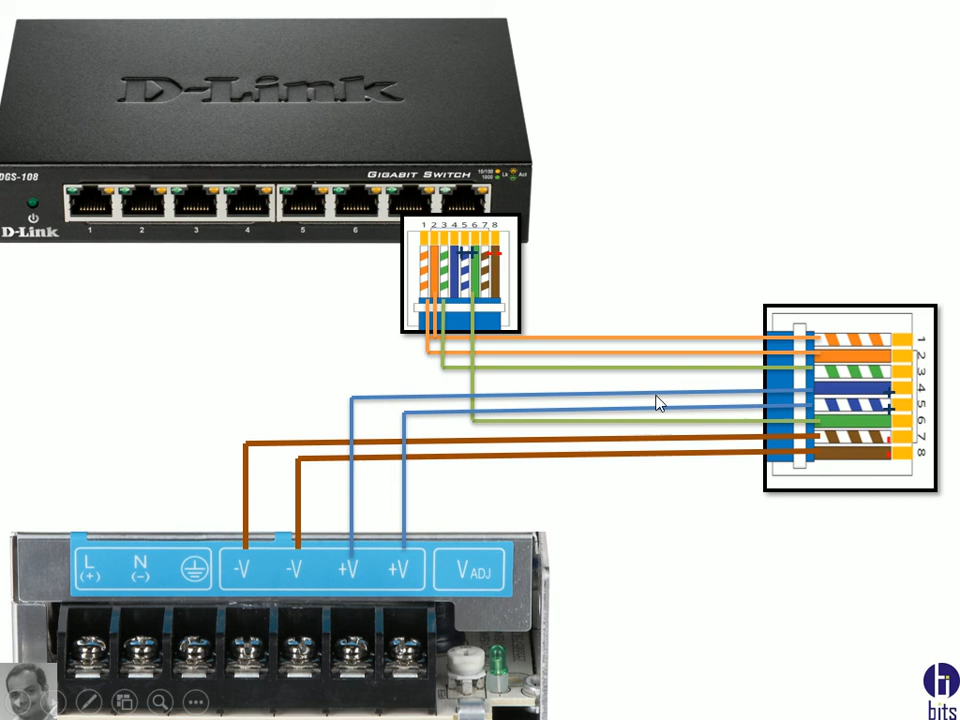 D-Link
DGS-108
GIGABIT SWITCH
10/100
1000
Lk
Act
D-Link
1 2 3 4 5 6
1 2 3 4 5 6 7 8
1
2
3
4
5
6
7
8
L N -V -V +V +V V ADJ
(+) (–)
bits